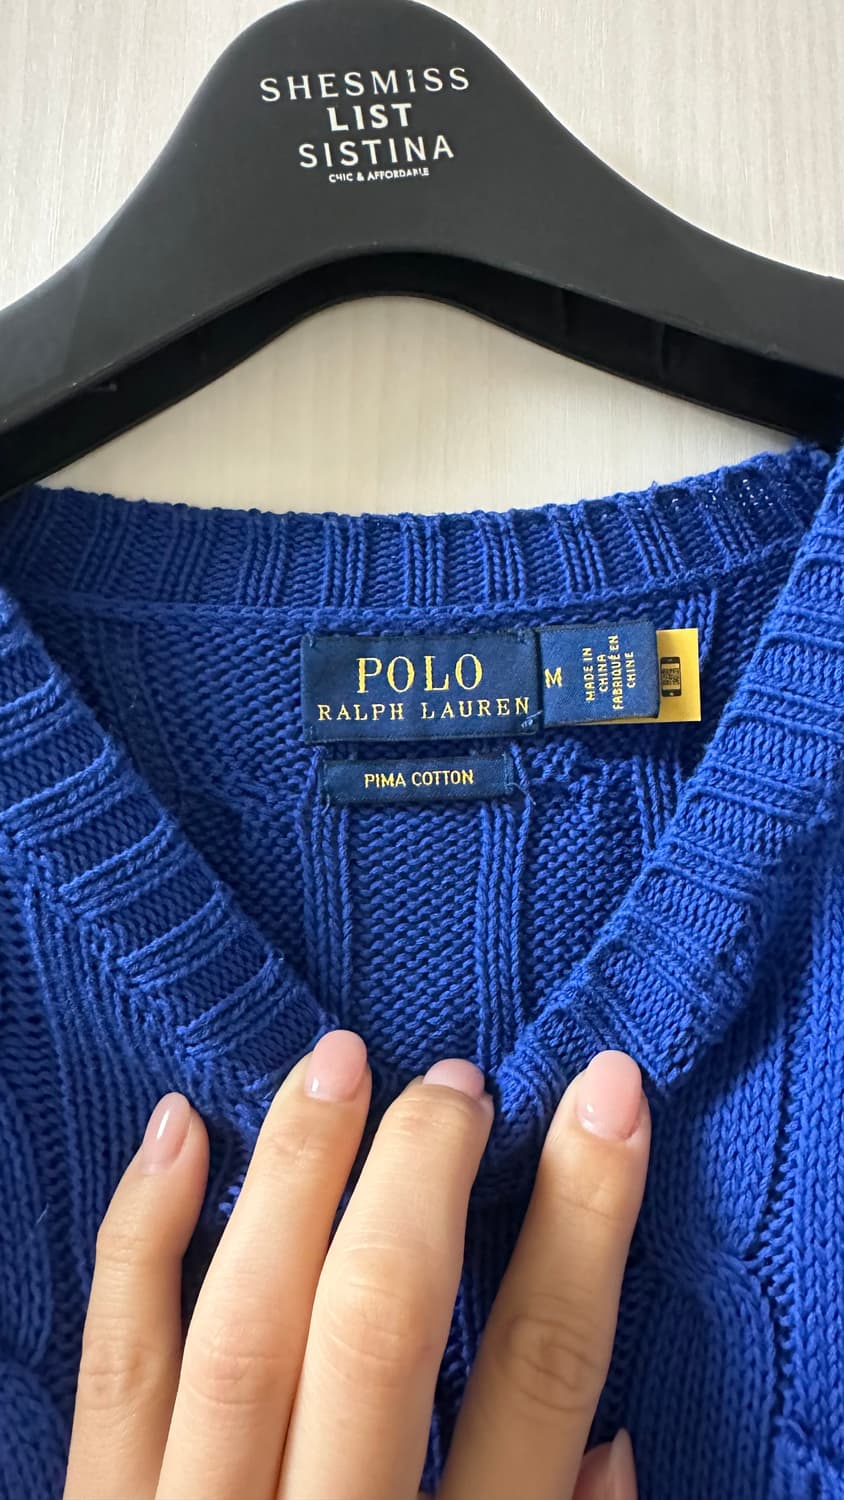 SHESMISS
LIST
SISTINA
CHIC & AFFORDABLE
POLO
RALPH LAUREN
M
MADE IN
CHINA
FABRIQUÉ EN
CHINE
PIMA COTTON